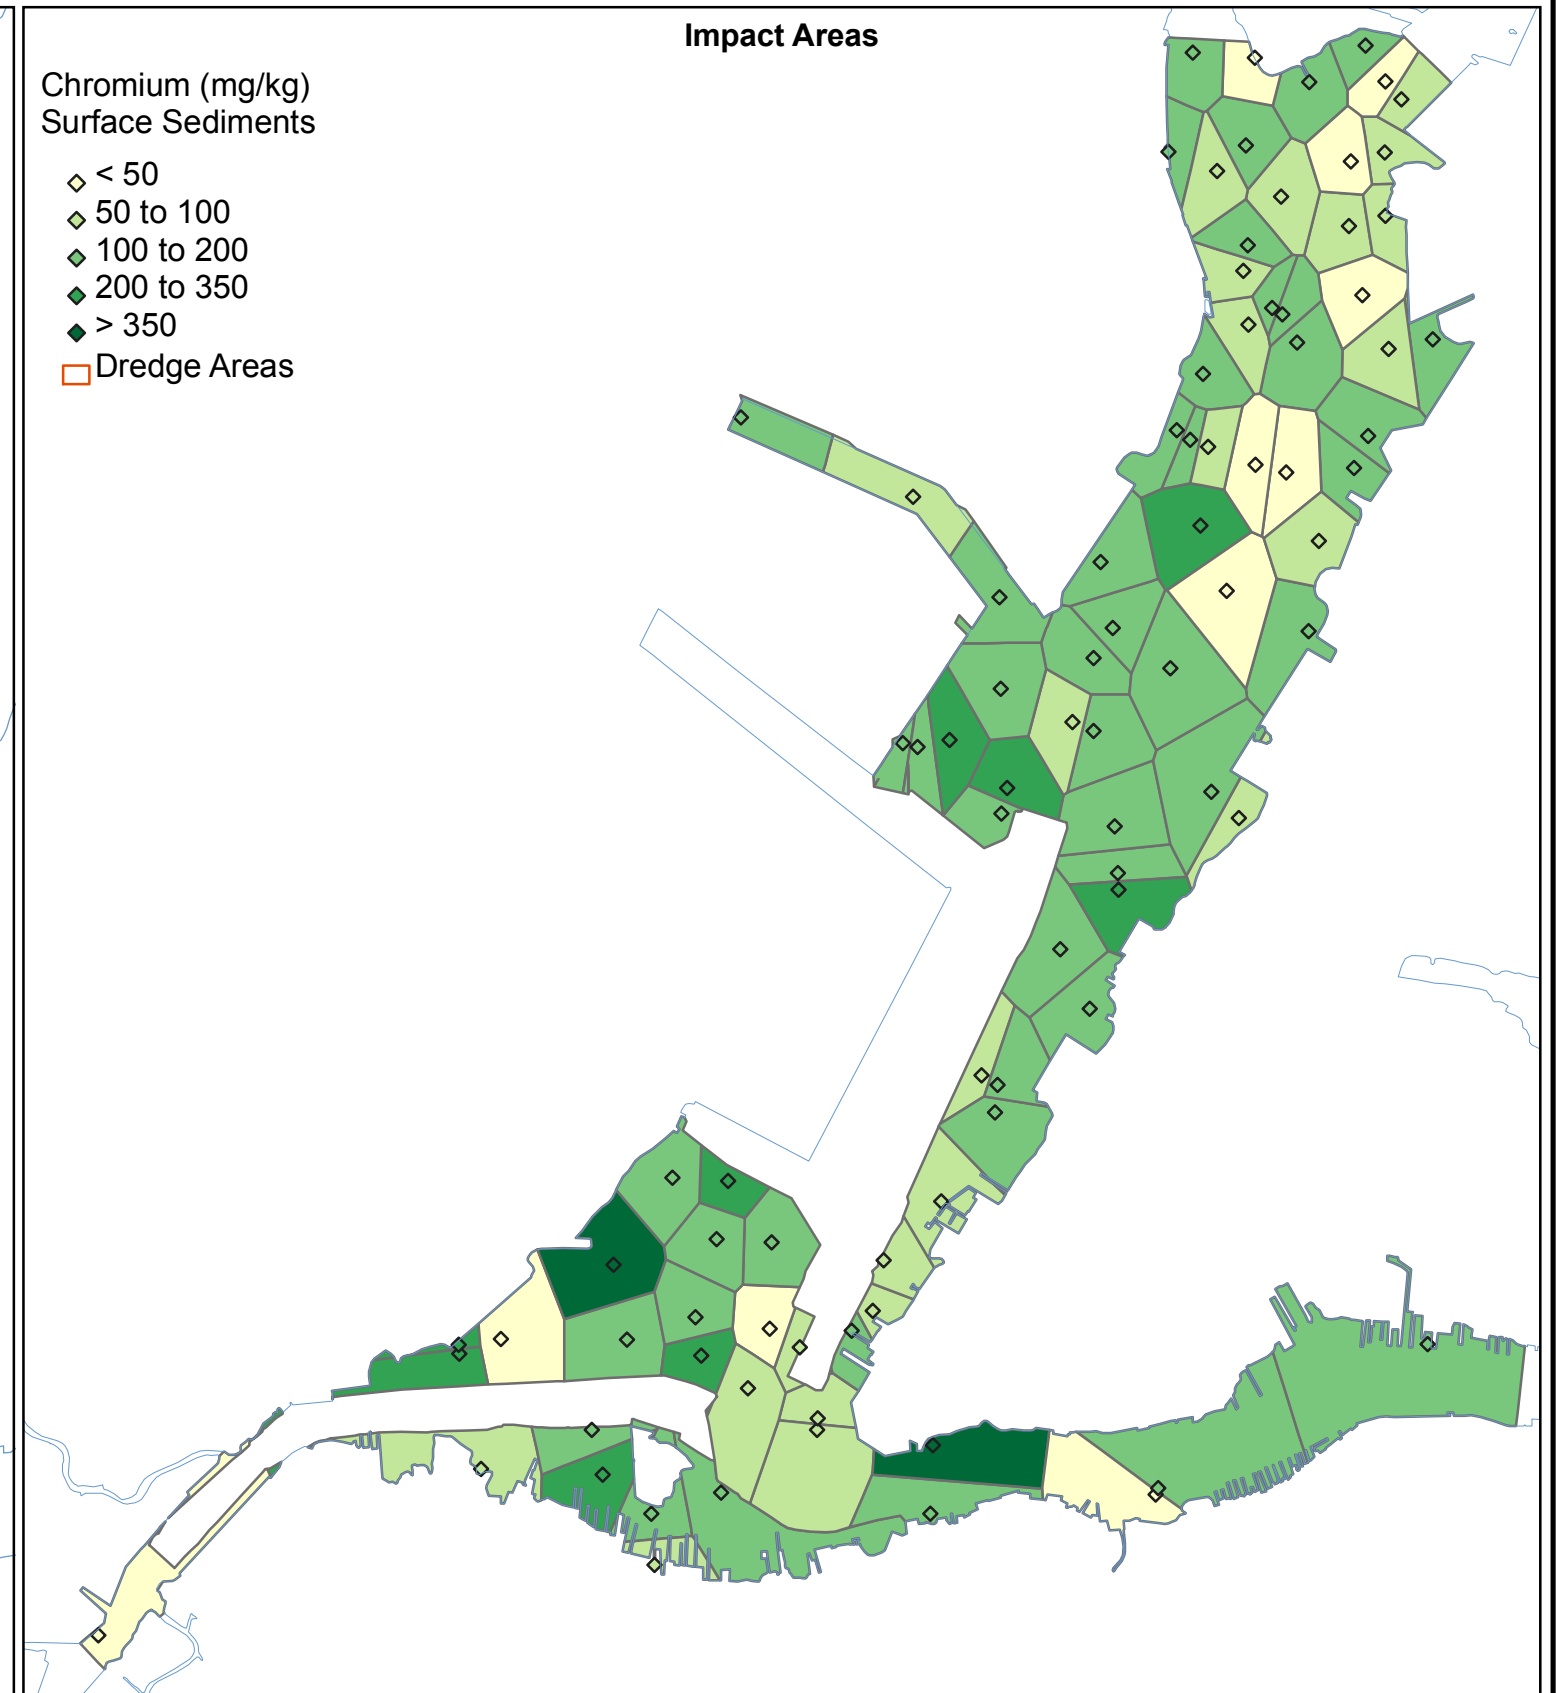 Impact Areas
Chromium (mg/kg)
Surface Sediments
< 50
50 to 100
100 to 200
200 to 350
> 350
Dredge Areas